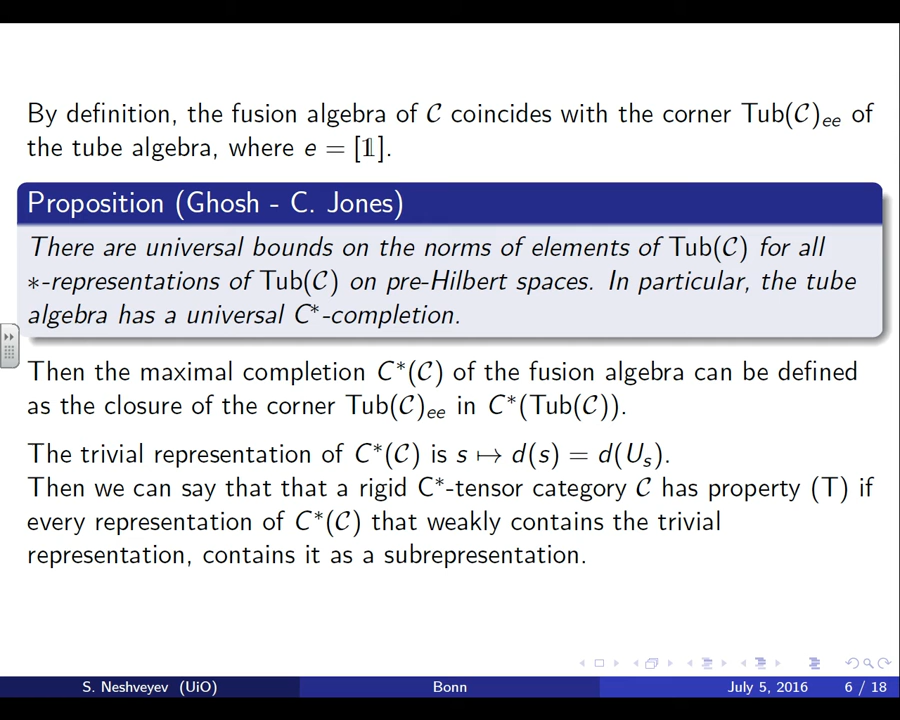 By definition, the fusion algebra of 𝒞 coincides with the corner Tub(𝒞)ₑₑ of
the tube algebra, where e = [𝟙].
Proposition (Ghosh - C. Jones)
There are universal bounds on the norms of elements of Tub(𝒞) for all
∗-representations of Tub(𝒞) on pre-Hilbert spaces. In particular, the tube
algebra has a universal C*-completion.
Then the maximal completion C*(𝒞) of the fusion algebra can be defined
as the closure of the corner Tub(𝒞)ₑₑ in C*(Tub(𝒞)).
The trivial representation of C*(𝒞) is s ↦ d(s) = d(Uₛ).
Then we can say that that a rigid C*-tensor category 𝒞 has property (T) if
every representation of C*(𝒞) that weakly contains the trivial
representation, contains it as a subrepresentation.
S. Neshveyev (UiO) Bonn July 5, 2016 6 / 18